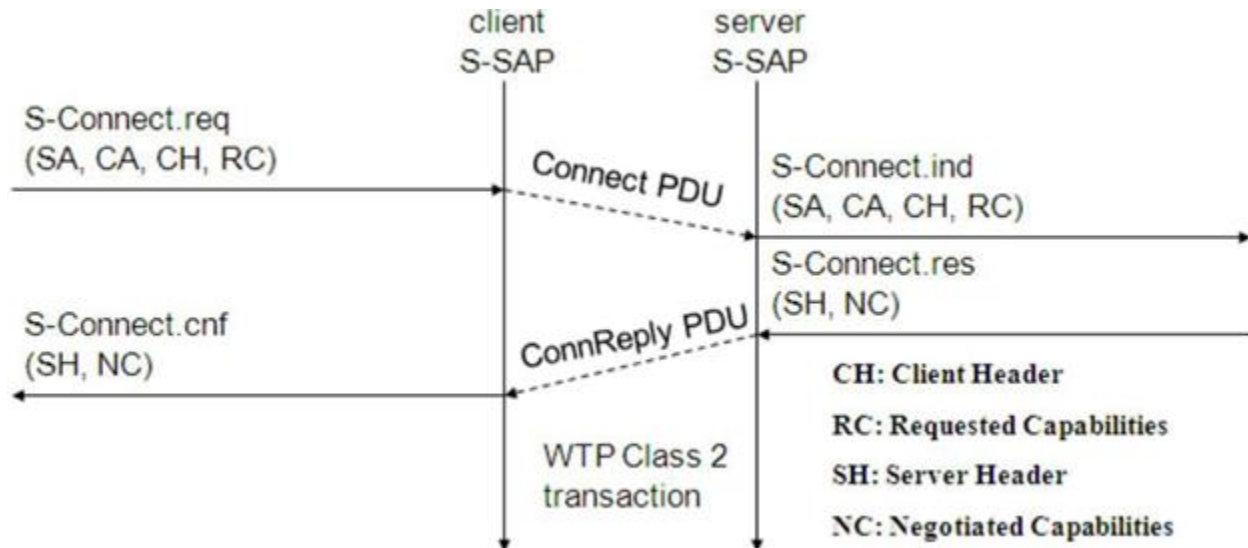 client
S-SAP
server
S-SAP
S-Connect.req
(SA, CA, CH, RC)
Connect PDU
S-Connect.ind
(SA, CA, CH, RC)
S-Connect.res
(SH, NC)
ConnReply PDU
S-Connect.cnf
(SH, NC)
WTP Class 2
transaction
CH: Client Header
RC: Requested Capabilities
SH: Server Header
NC: Negotiated Capabilities